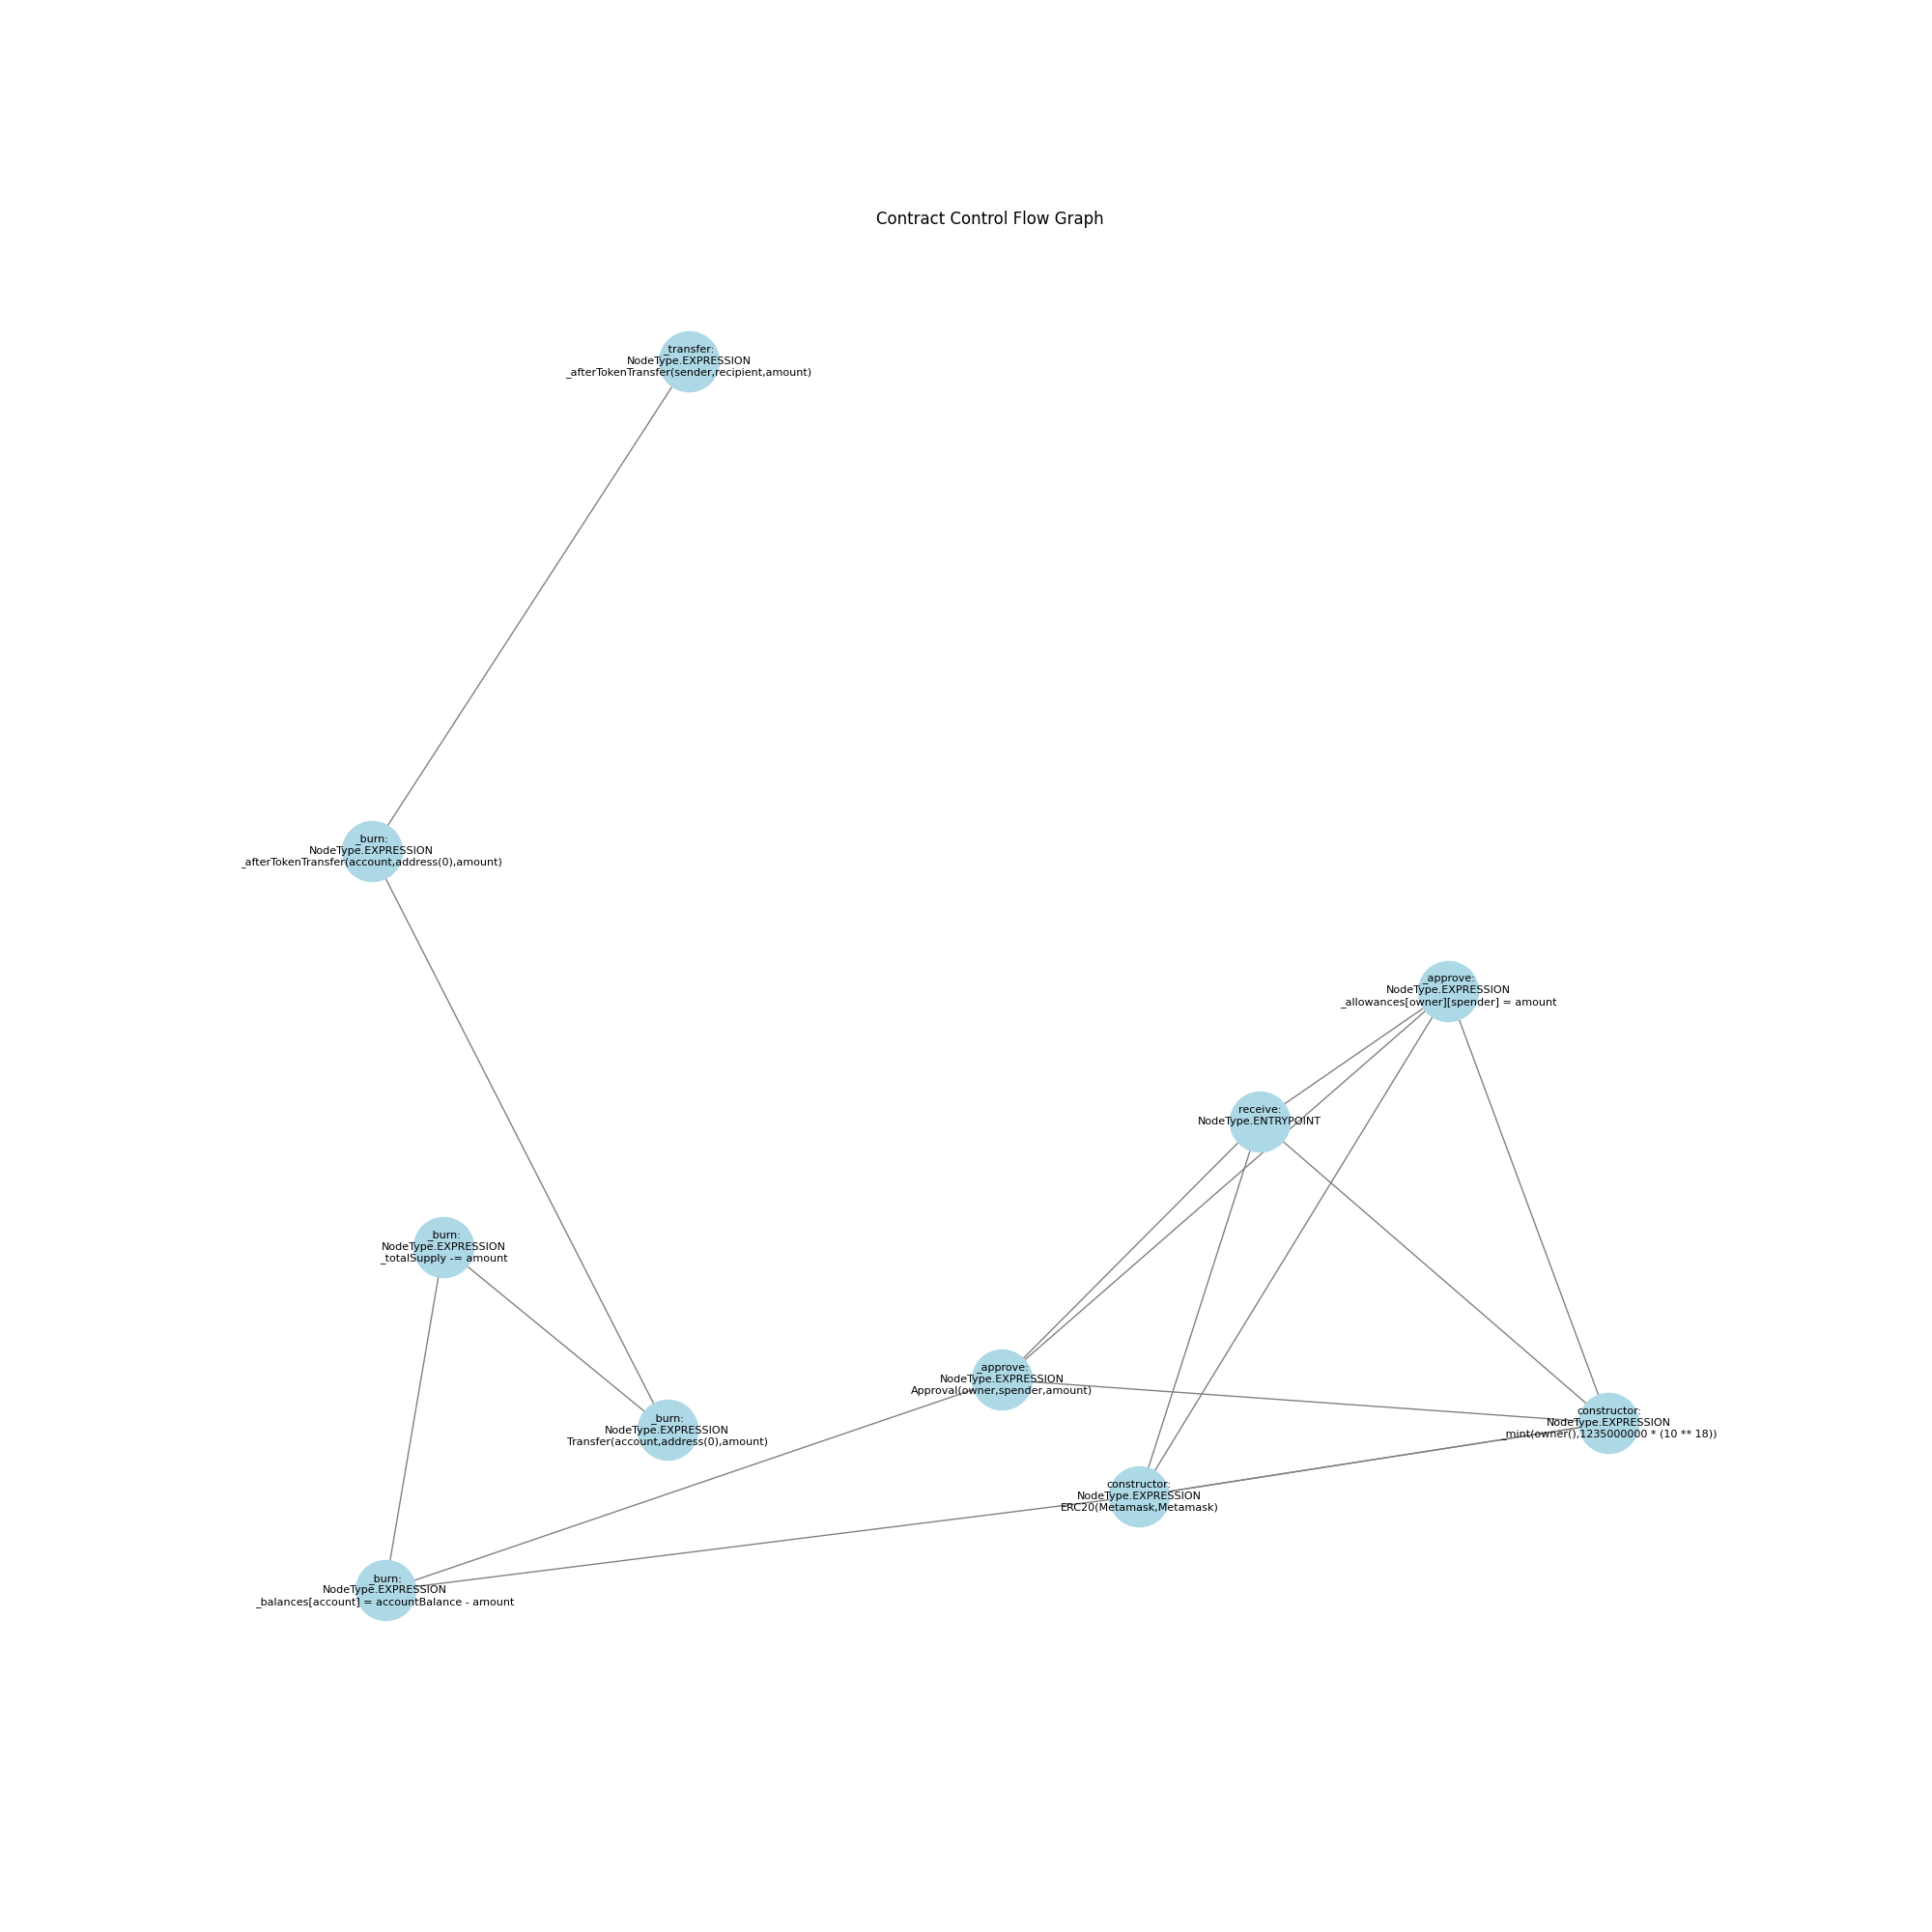 Contract Control Flow Graph
_transfer:
NodeType.EXPRESSION
_afterTokenTransfer(sender,recipient,amount)
_burn:
NodeType.EXPRESSION
_afterTokenTransfer(account,address(0),amount)
_approve:
NodeType.EXPRESSION
_allowances[owner][spender] = amount
receive:
NodeType.ENTRYPOINT
_burn:
NodeType.EXPRESSION
_totalSupply -= amount
_approve:
NodeType.EXPRESSION
Approval(owner,spender,amount)
_burn:
NodeType.EXPRESSION
Transfer(account,address(0),amount)
constructor:
NodeType.EXPRESSION
_mint(owner(),1235000000 * (10 ** 18))
constructor:
NodeType.EXPRESSION
ERC20(Metamask,Metamask)
_burn:
NodeType.EXPRESSION
_balances[account] = accountBalance - amount